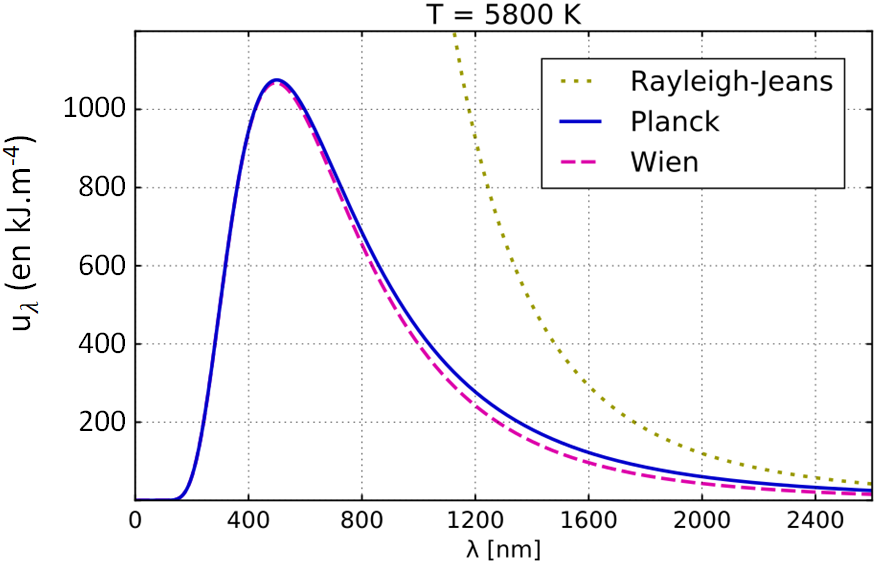 T = 5800 K
Rayleigh-Jeans
Planck
Wien
1000
800
600
400
200
uλ (en kJ.m-4)
0 400 800 1200 1600 2000 2400
λ [nm]